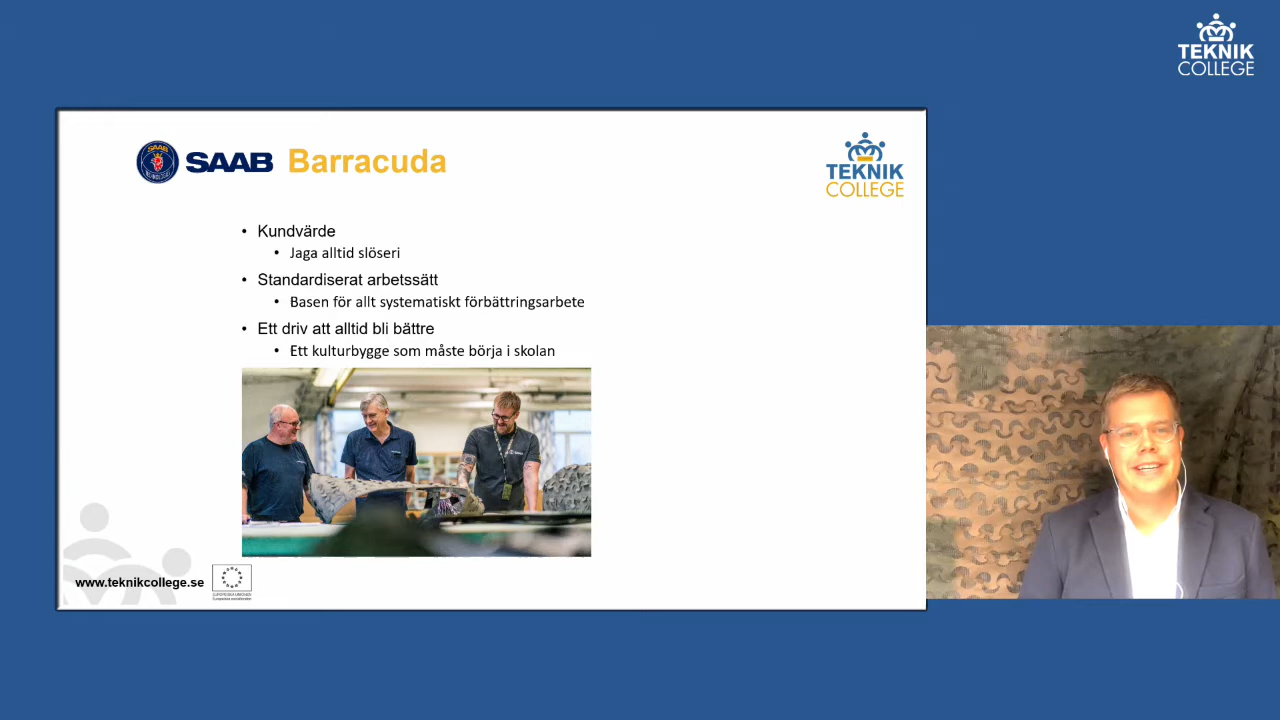 TEKNIK
COLLEGE
SAAB Barracuda
TEKNIK
COLLEGE
• Kundvärde
• Jaga alltid slöseri
• Standardiserat arbetssätt
• Basen för allt systematiskt förbättringsarbete
• Ett driv att alltid bli bättre
• Ett kulturbygge som måste börja i skolan
www.teknikcollege.se